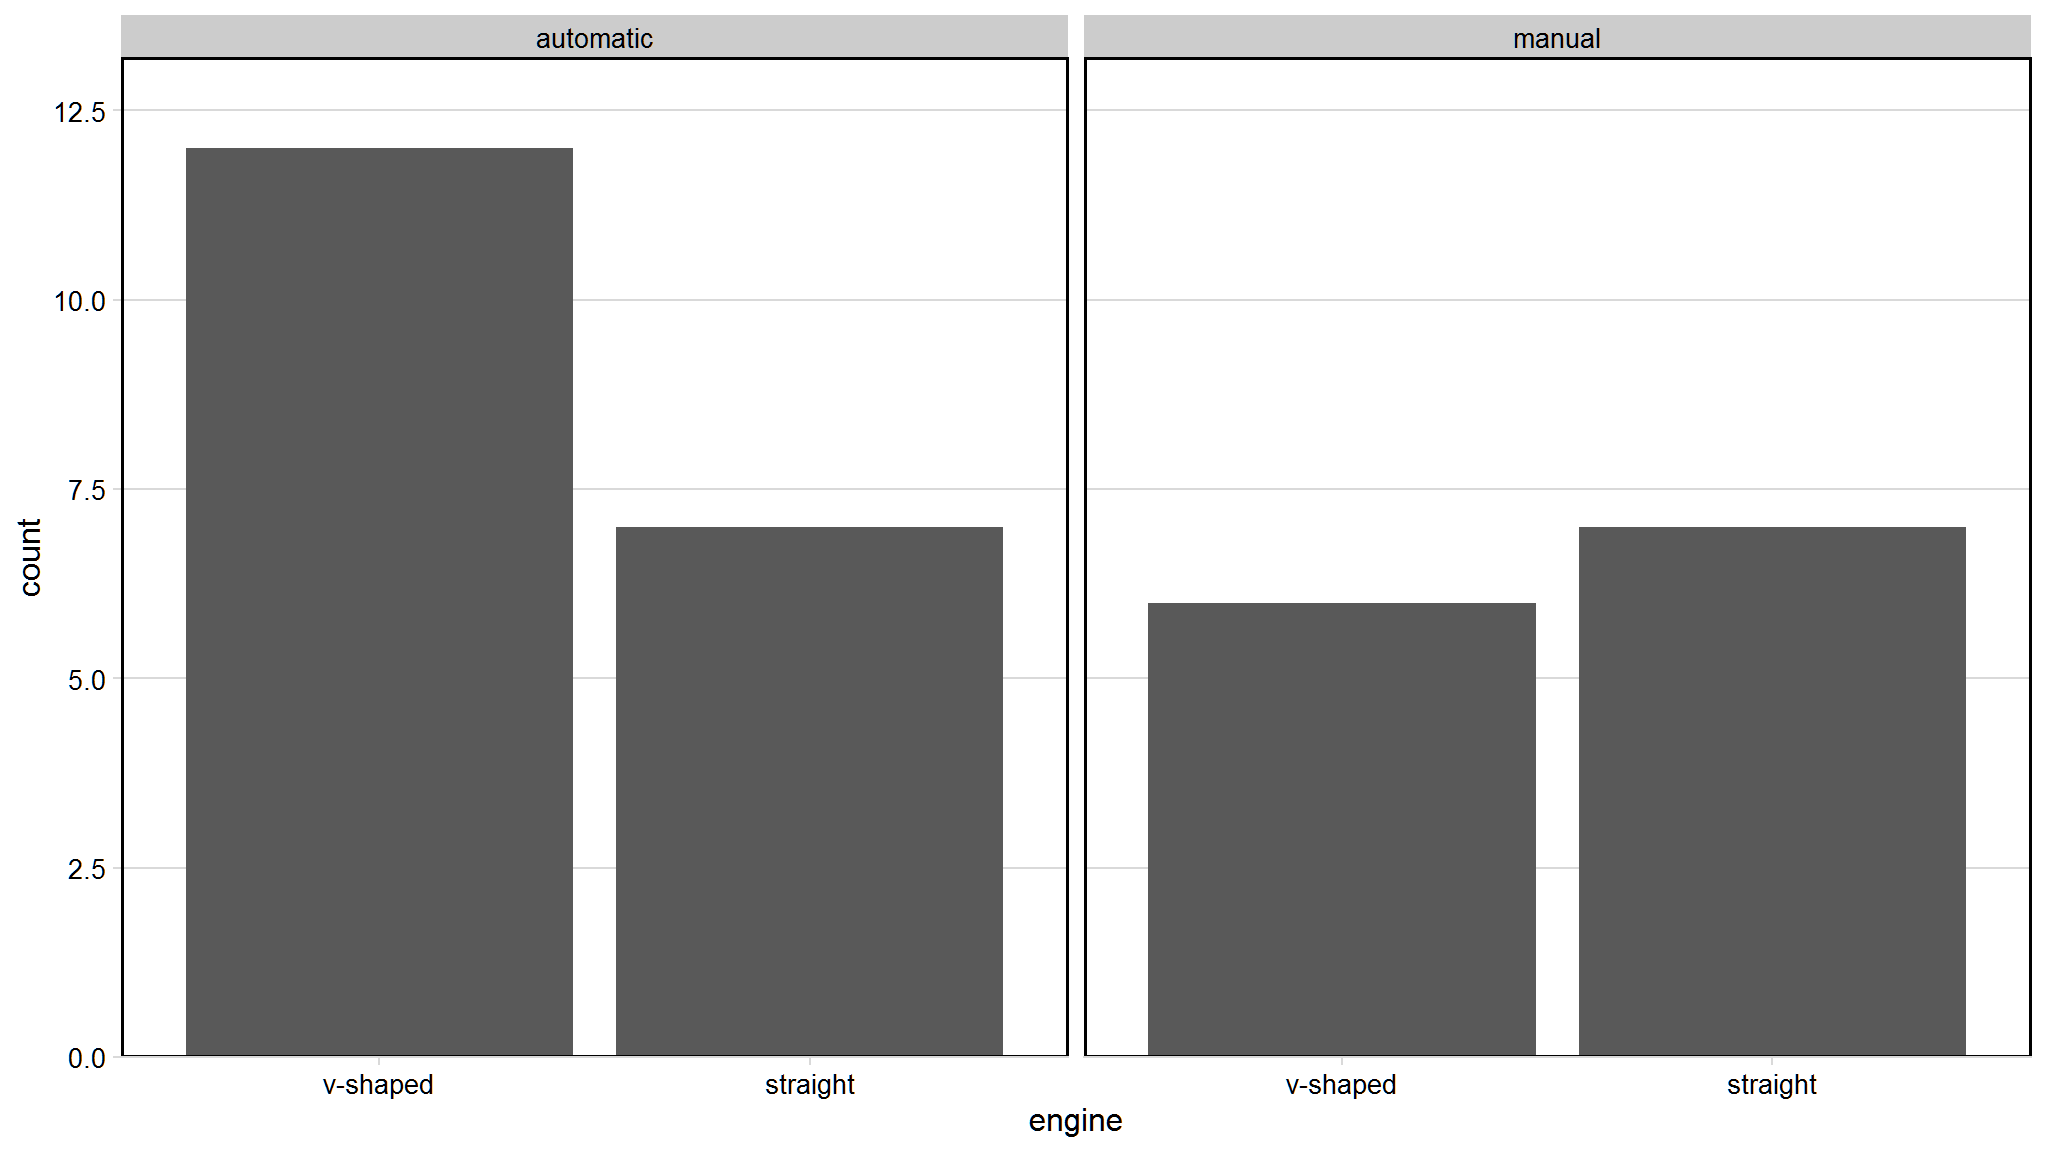 automatic
manual
12.5
10.0
7.5
5.0
2.5
0.0
count
v-shaped
straight
v-shaped
straight
engine